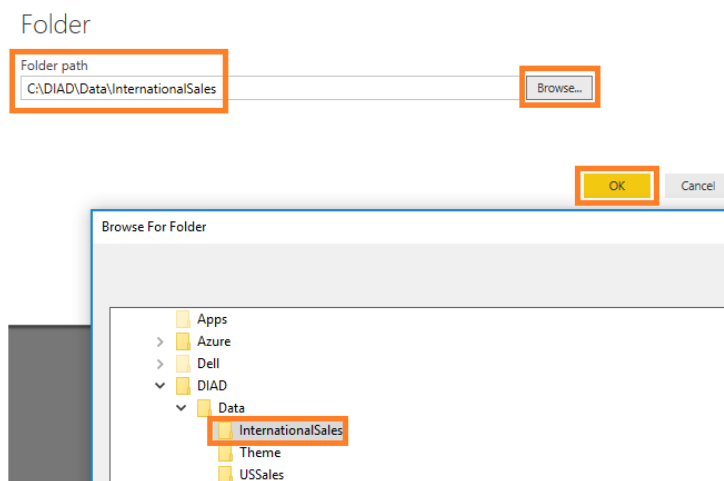 Folder
Folder path
C:\DIAD\Data\InternationalSales
Browse...
OK
Cancel
Browse For Folder
Apps
Azure
Dell
DIAD
Data
InternationalSales
Theme
USSales